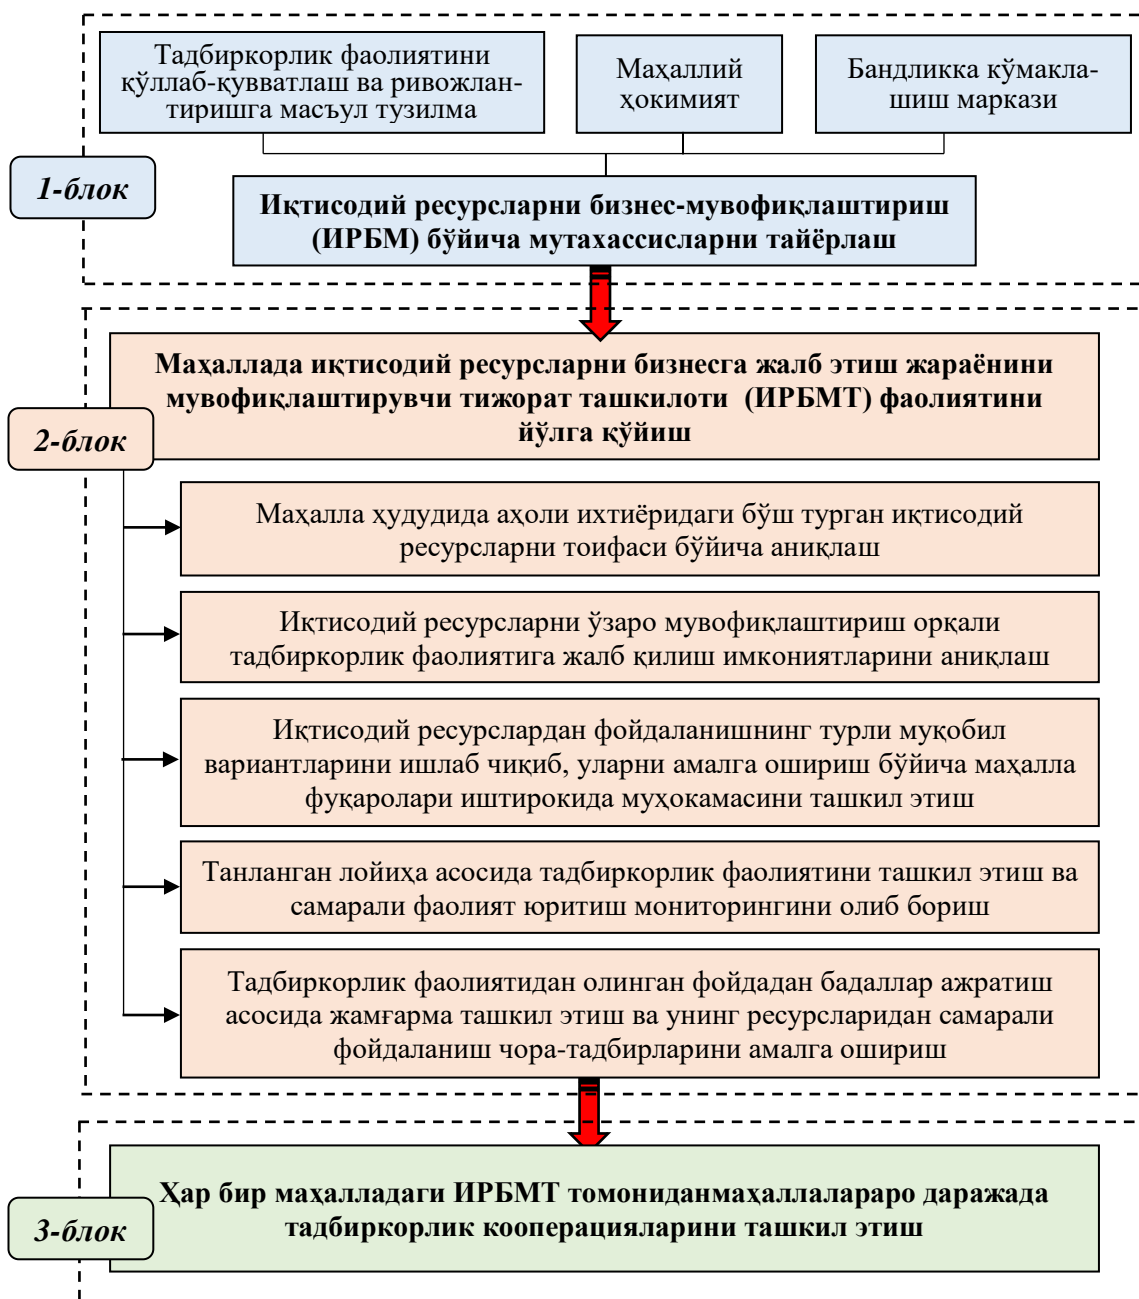 Тадбиркорлик фаолиятини
қўллаб-қувватлаш ва ривожлан-
тиришга масъул тузилма
Маҳаллий
ҳокимият
Бандликка кўмакла-
шиш маркази
1-блок
Иқтисодий ресурсларни бизнес-мувофиқлаштириш
(ИРБМ) бўйича мутахассисларни тайёрлаш
Маҳаллада иқтисодий ресурсларни бизнесга жалб этиш жараёнини
мувофиқлаштирувчи тижорат ташкилоти (ИРБМТ) фаолиятини
йўлга қўйиш
2-блок
Маҳалла ҳудудида аҳоли ихтиёридаги бўш турган иқтисодий
ресурсларни тоифаси бўйича аниқлаш
Иқтисодий ресурсларни ўзаро мувофиқлаштириш орқали
тадбиркорлик фаолиятига жалб қилиш имкониятларини аниқлаш
Иқтисодий ресурслардан фойдаланишнинг турли муқобил
вариантларини ишлаб чиқиб, уларни амалга ошириш бўйича маҳалла
фуқаролари иштирокида муҳокамасини ташкил этиш
Танланган лойиҳа асосида тадбиркорлик фаолиятини ташкил этиш ва
самарали фаолият юритиш мониторингини олиб бориш
Тадбиркорлик фаолиятидан олинган фойдадан бадаллар ажратиш
асосида жамғарма ташкил этиш ва унинг ресурсларидан самарали
фойдаланиш чора-тадбирларини амалга ошириш
Ҳар бир маҳалладаги ИРБМТ томониданмаҳаллалараро даражада
тадбиркорлик кооперацияларини ташкил этиш
3-блок